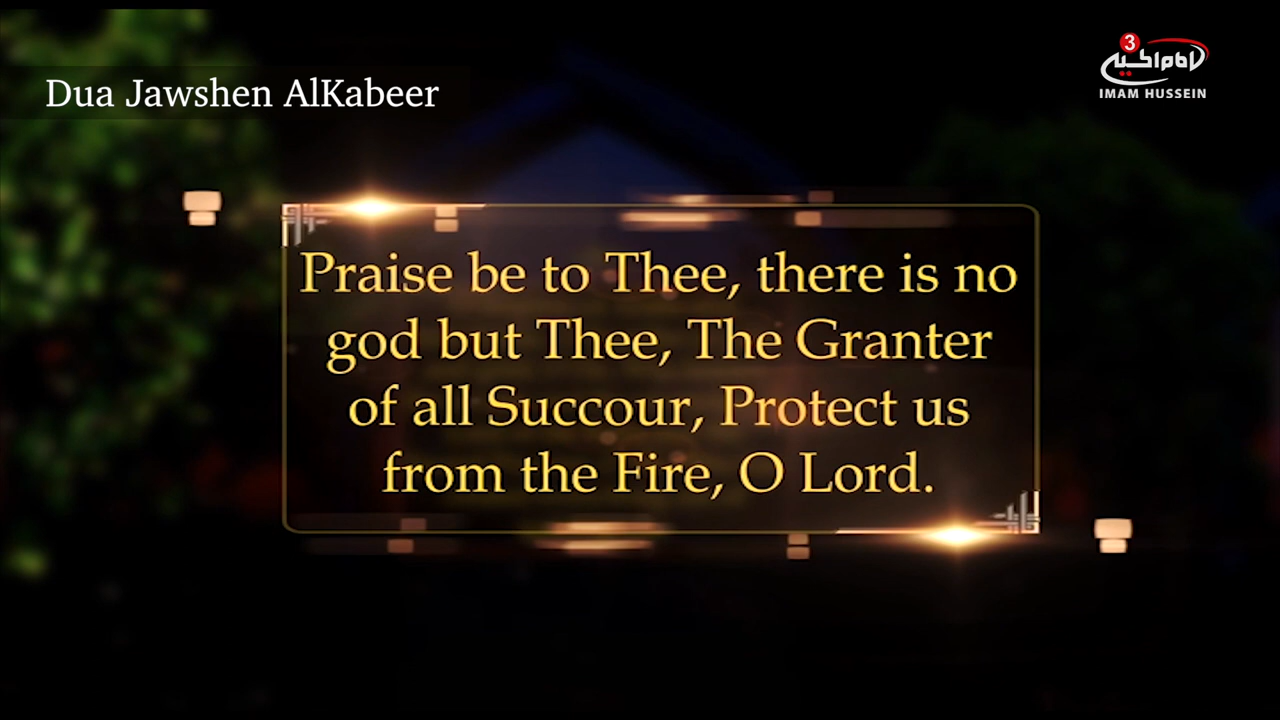 Dua Jawshen AlKabeer
3
IMAM HUSSEIN
Praise be to Thee, there is no
god but Thee, The Granter
of all Succour, Protect us
from the Fire, O Lord.